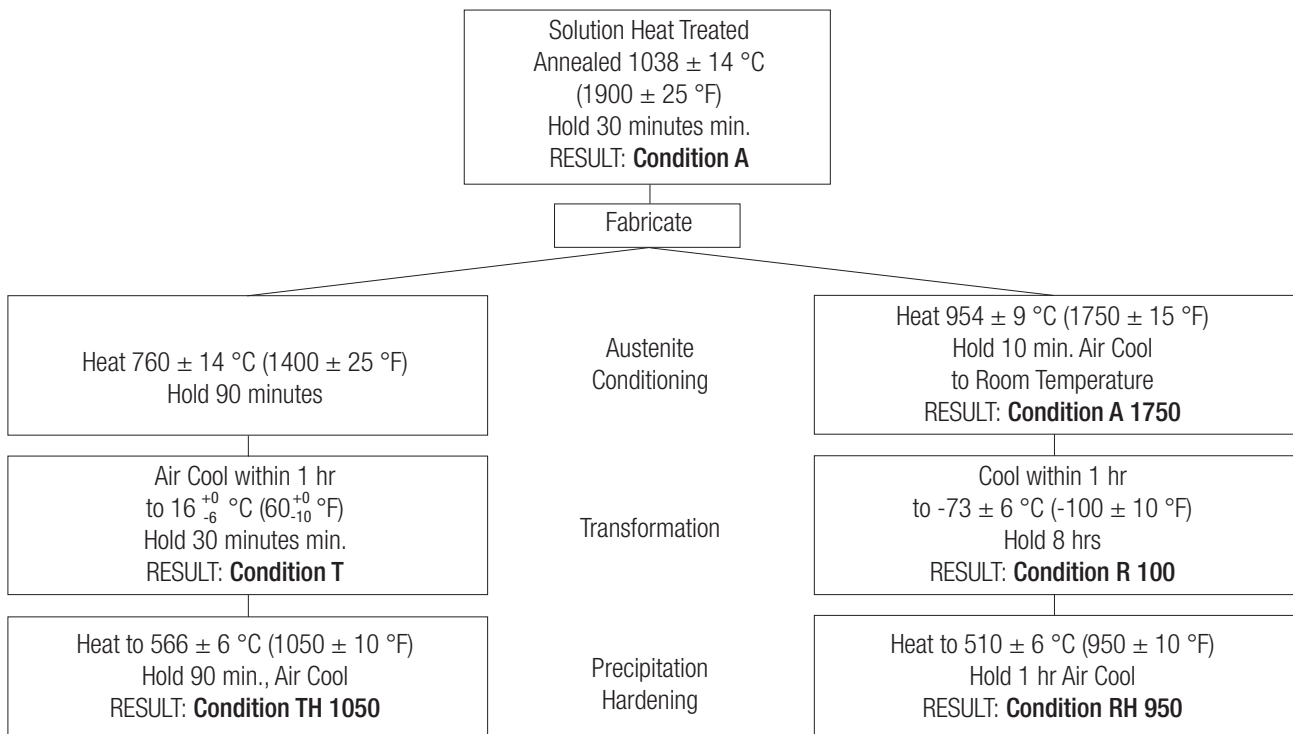 Solution Heat Treated
Annealed 1038 ± 14 °C
(1900 ± 25 °F)
Hold 30 minutes min.
RESULT: Condition A
Fabricate
Heat 760 ± 14 °C (1400 ± 25 °F)
Hold 90 minutes
Austenite
Conditioning
Heat 954 ± 9 °C (1750 ± 15 °F)
Hold 10 min. Air Cool
to Room Temperature
RESULT: Condition A 1750
Air Cool within 1 hr
to 16 +0 -6 °C (60 +0 -10 °F)
Hold 30 minutes min.
RESULT: Condition T
Transformation
Cool within 1 hr
to -73 ± 6 °C (-100 ± 10 °F)
Hold 8 hrs
RESULT: Condition R 100
Heat to 566 ± 6 °C (1050 ± 10 °F)
Hold 90 min., Air Cool
RESULT: Condition TH 1050
Precipitation
Hardening
Heat to 510 ± 6 °C (950 ± 10 °F)
Hold 1 hr Air Cool
RESULT: Condition RH 950